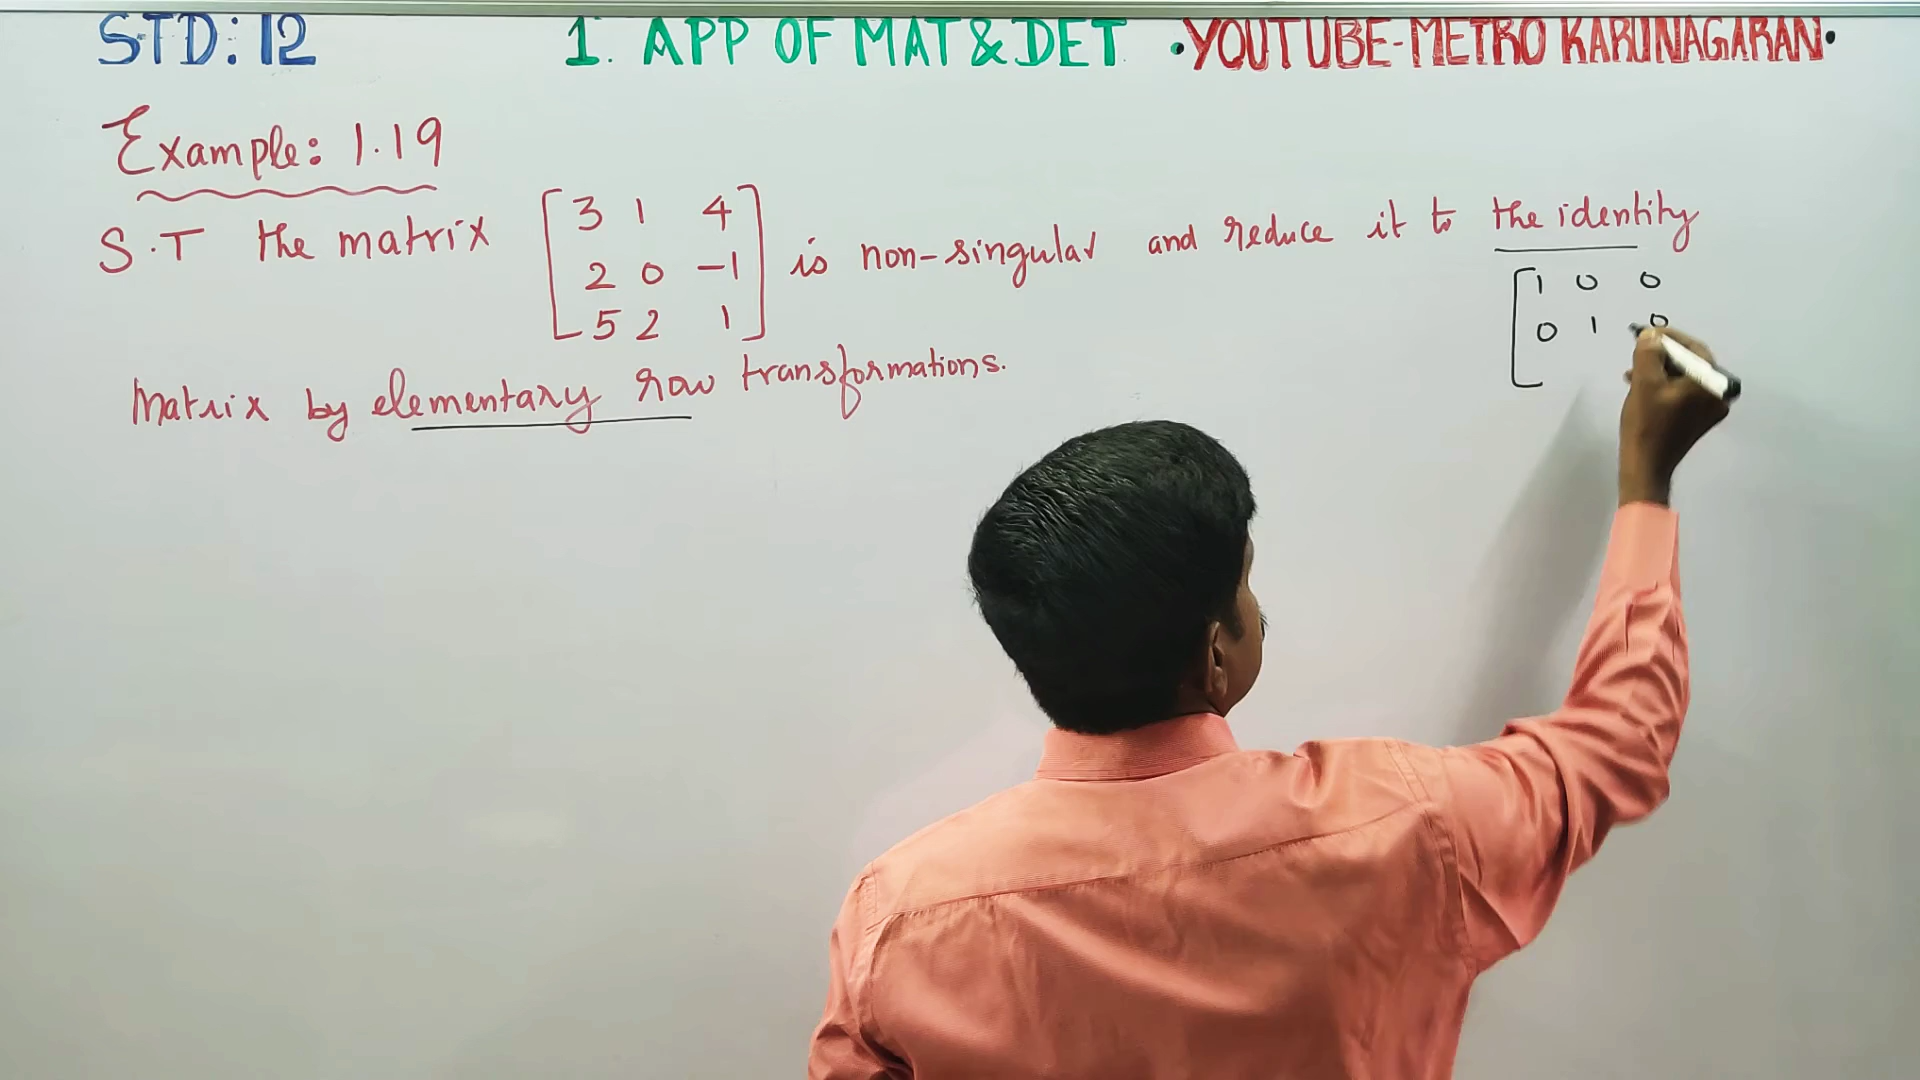 STD: 12 1. APP OF MAT & DET •YOUTUBE-METRO KARUNAGARAN•
Example: 1.19
S.T the matrix [3 1 4 is non-singular and reduce it to the identity
2 0 -1
5 2 1]
Matrix by elementary row transformations.
[1 0 0
0 1 0